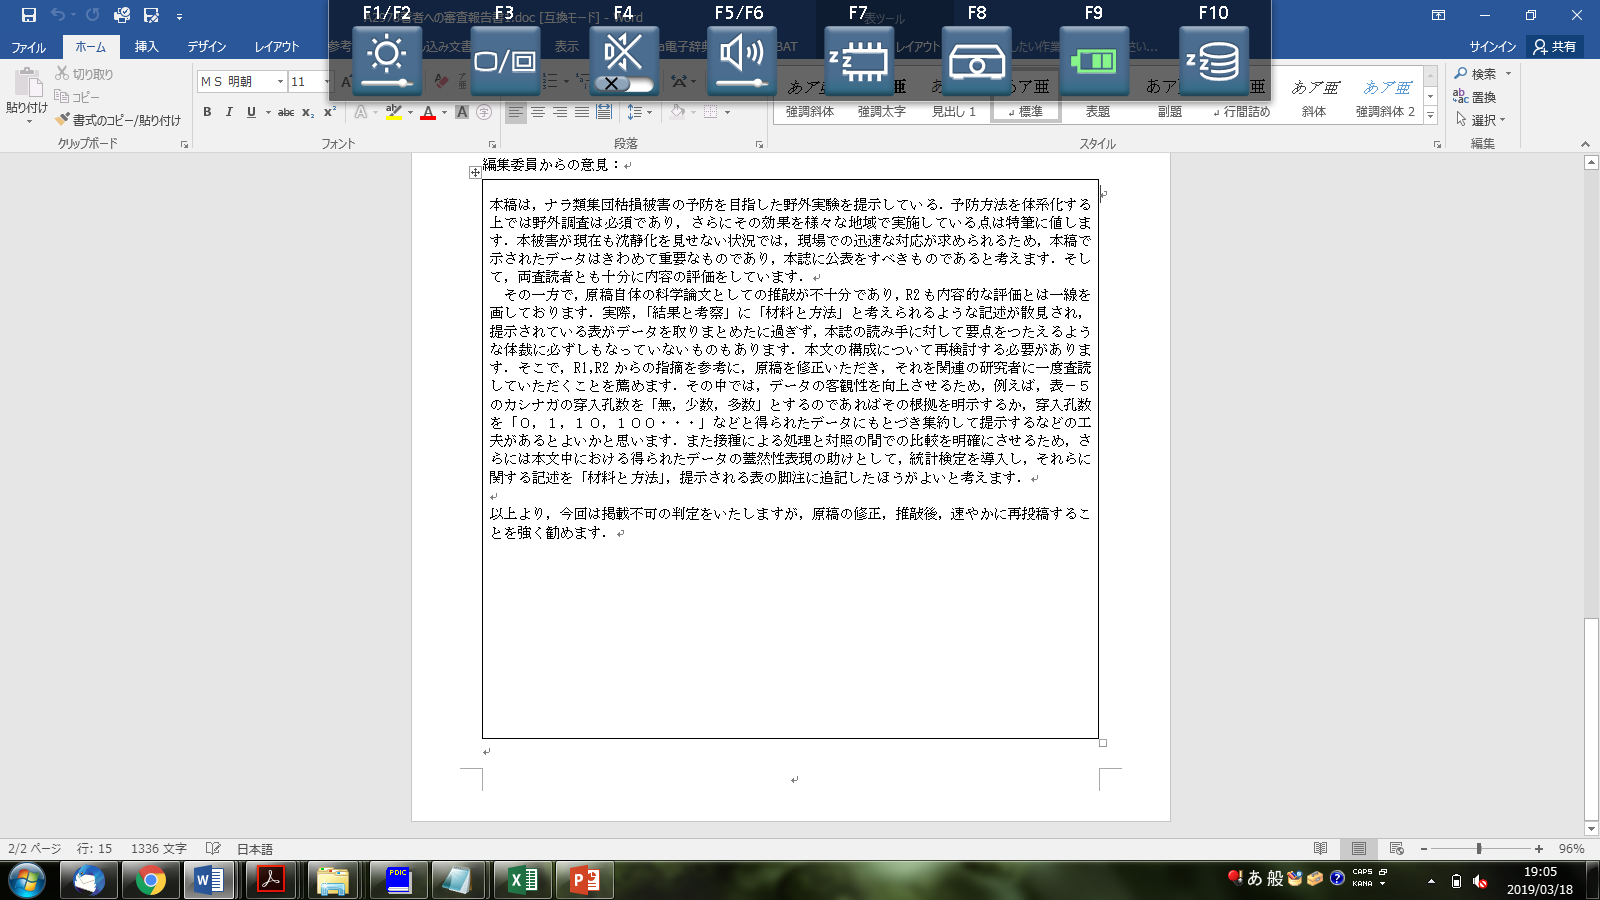 F1/F2 F3 F4 F5/F6 F7 F8 F9 F10
ファイル ホーム 挿入 デザイン レイアウト 表示 サインイン 共有
貼り付け
切り取り
コピー
書式のコピー/貼り付け
クリップボード
ＭＳ 明朝 11
フォント
段落
強調斜体 強調太字 見出し 1 ↲標準 表題 副題 ↲行間詰め 斜体 強調斜体 2
スタイル
検索
置換
選択
編集
編集委員からの意見：
本稿は，ナラ類集団枯損被害の予防を目指した野外実験を提示している．予防方法を体系化する
上では野外調査は必須であり，さらにその効果を様々な地域で実施している点は特筆に値しま
す．本被害が現在も沈静化を見せない状況では，現場での迅速な対応が求められるため，本稿で
示されたデータはきわめて重要なものであり，本誌に公表をすべきものであると考えます．そし
て，両査読者とも十分に内容の評価をしています．
その一方で，原稿自体の科学論文としての推敲が不十分であり，R2 も内容的な評価とは一線を
画しております．実際，「結果と考察」に「材料と方法」と考えられるような記述が散見され，
提示されている表がデータを取りまとめたに過ぎず，本誌の読み手に対して要点をつたえるよう
な体裁に必ずしもなっていないものもあります．本文の構成について再検討する必要がありま
す．そこで，R1,R2 からの指摘を参考に，原稿を修正いただき，それを関連の研究者に一度査読
していただくことを薦めます．その中では，データの客観性を向上させるため，例えば，表－５
のカシナガの穿入孔数を「無，少数，多数」とするのであればその根拠を明示するか，穿入孔数
を「０，１，１０，１００・・・」などと得られたデータにもとづき集約して提示するなどの工
夫があるとよいかと思います．また接種による処理と対照の間での比較を明確にさせるため，さ
らには本文中における得られたデータの蓋然性表現の助けとして，統計検定を導入し，それらに
関する記述を「材料と方法」，提示される表の脚注に追記したほうがよいと考えます．
以上より，今回は掲載不可の判定をいたしますが，原稿の修正，推敲後，速やかに再投稿するこ
とを強く勧めます．
2/2 ページ 行: 15 1336 文字 日本語 96%
あ 般 CAPS KANA
19:05
2019/03/18